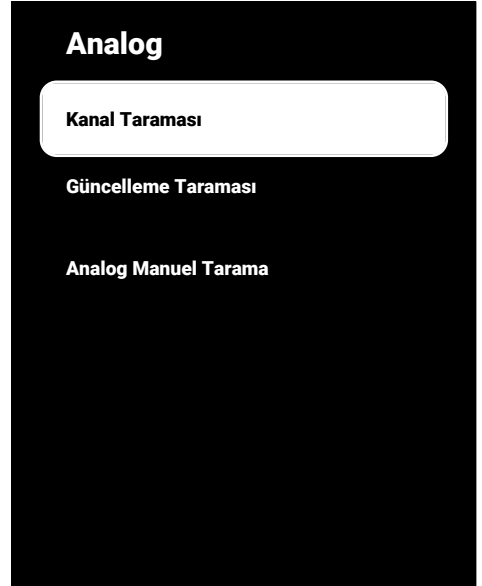 Analog
Kanal Taraması
Güncelleme Taraması
Analog Manuel Tarama